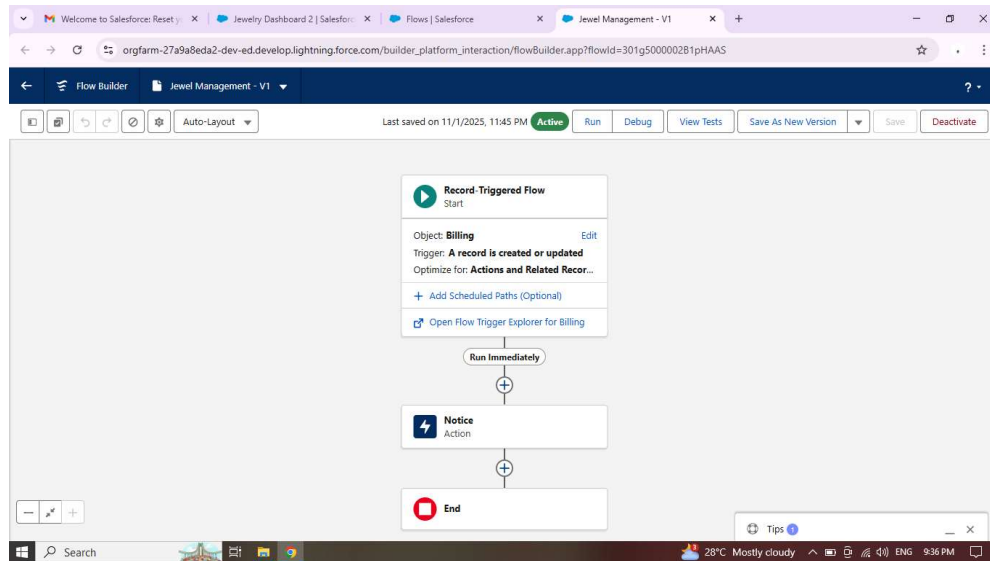 Welcome to Salesforce: Reset y
Jewelry Dashboard 2 | Salesforc
Flows | Salesforce
Jewel Management - V1
orgfarm-27a9a8eda2-dev-ed.develop.lightning.force.com/builder_platform_interaction/flowBuilder.app?flowId=301g5000002B1pHAAS
Flow Builder
Jewel Management - V1
?
Auto-Layout
Last saved on 11/1/2025, 11:45 PM
Active
Run
Debug
View Tests
Save As New Version
Save
Deactivate
Record-Triggered Flow
Start
Object: Billing
Edit
Trigger: A record is created or updated
Optimize for: Actions and Related Recor...
+ Add Scheduled Paths (Optional)
Open Flow Trigger Explorer for Billing
Run Immediately
Notice
Action
End
Tips 1
Search
28°C Mostly cloudy
ENG
9:36 PM